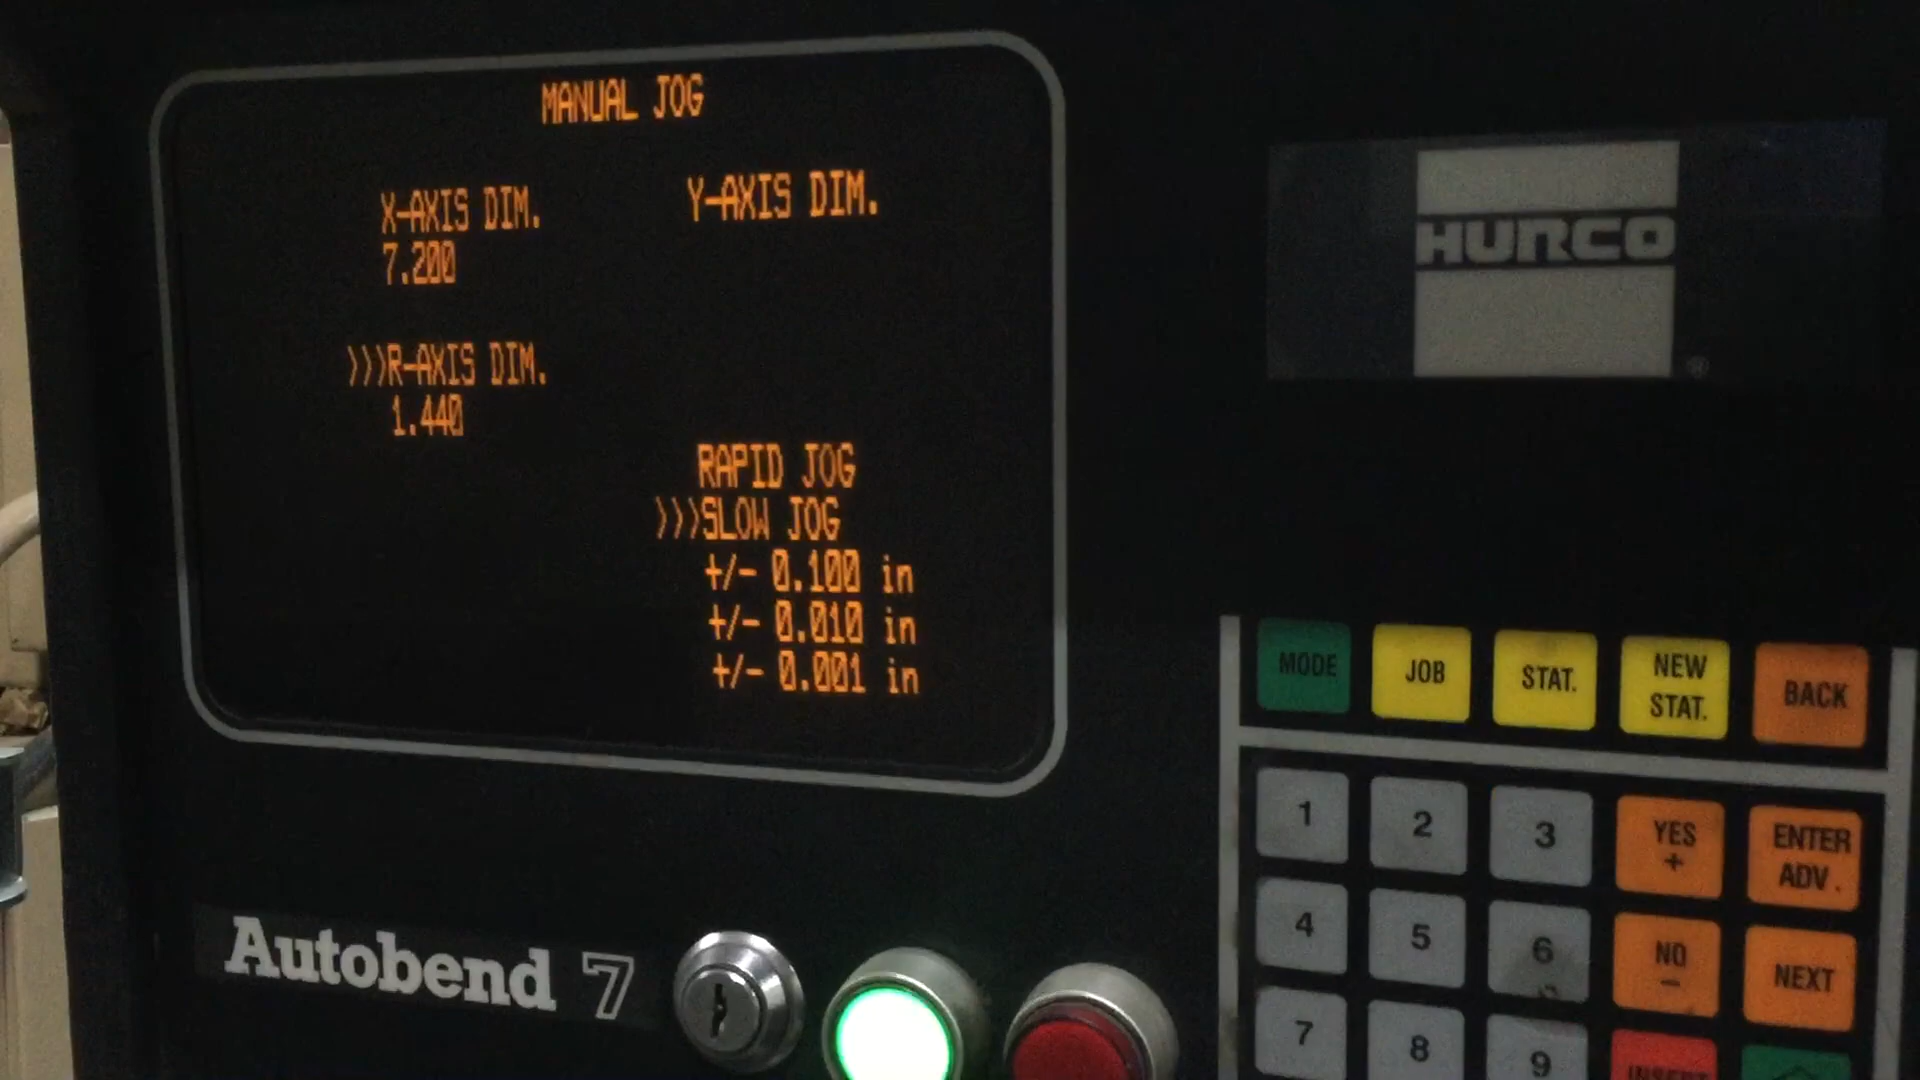 MANUAL JOG
X-AXIS DIM.
7.200
Y-AXIS DIM.
>>>R-AXIS DIM.
1.440
RAPID JOG
>>>SLOW JOG
+/- 0.100 in
+/- 0.010 in
+/- 0.001 in
HURCO
®
MODE
JOB
STAT.
NEW
STAT.
BACK
1
2
3
YES
+
ENTER
ADV.
4
5
6
NO
-
NEXT
7
8
9
INSERT
Autobend 7